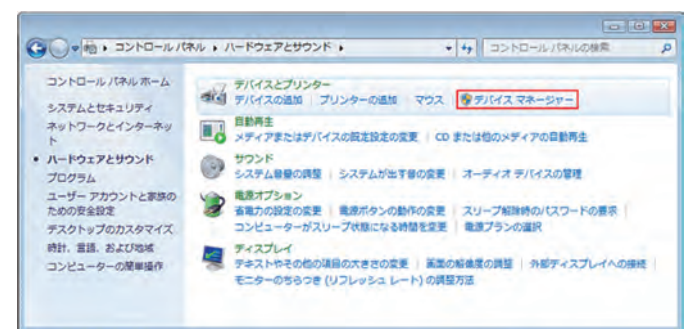 コントロール パネル ▸ ハードウェアとサウンド ▸
コントロール パネルの検索
コントロール パネル ホーム
システムとセキュリティ
ネットワークとインターネッ
ト
ハードウェアとサウンド
プログラム
ユーザー アカウントと家族の
ための安全設定
デスクトップのカスタマイズ
時計、言語、および地域
コンピューターの簡単操作
デバイスとプリンター
デバイスの追加 | プリンターの追加 | マウス | デバイス マネージャー
自動再生
メディアまたはデバイスの既定設定の変更 | CD または他のメディアの自動再生
サウンド
システム音量の調整 | システムが出す音の変更 | オーディオ デバイスの管理
電源オプション
省電力の設定の変更 | 電源ボタンの動作の変更 | スリープ解除時のパスワードの要求 |
コンピューターがスリープ状態になる時間を変更 | 電源プランの選択
ディスプレイ
テキストやその他の項目の大きさの変更 | 画面の解像度の調整 | 外部ディスプレイへの接続 |
モニターのちらつき (リフレッシュ レート) の調整方法